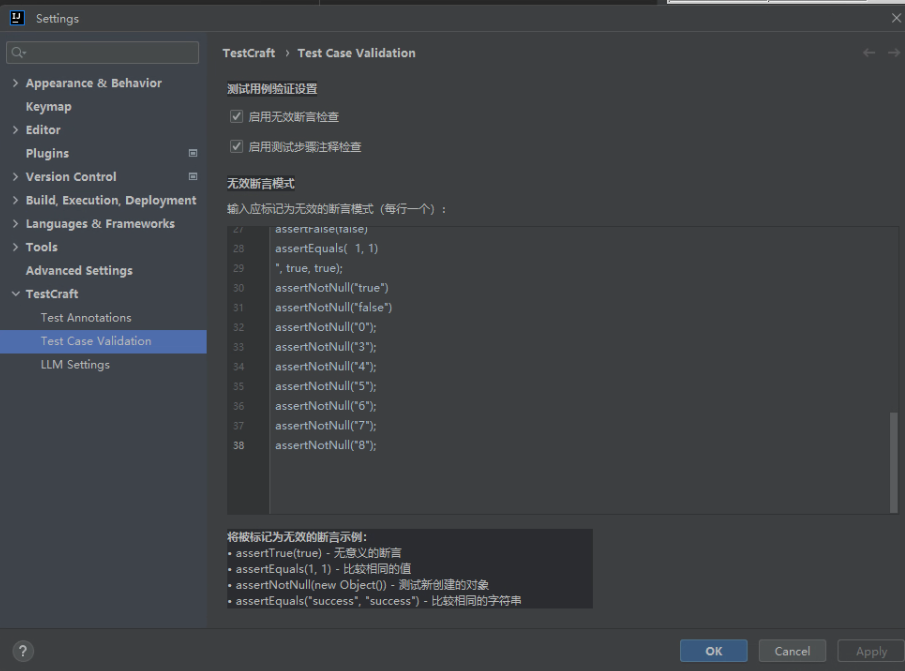 Settings
TestCraft › Test Case Validation
Appearance & Behavior
Keymap
Editor
Plugins
Version Control
Build, Execution, Deployment
Languages & Frameworks
Tools
Advanced Settings
TestCraft
Test Annotations
Test Case Validation
LLM Settings
测试用例验证设置
启用无效断言检查
启用测试步骤注释检查
无效断言模式
输入应标记为无效的断言模式（每行一个）：
27 assertFalse(false)
28 assertEquals(  1, 1)
29 ", true, true);
30 assertNotNull("true")
31 assertNotNull("false")
32 assertNotNull("0");
33 assertNotNull("3");
34 assertNotNull("4");
35 assertNotNull("5");
36 assertNotNull("6");
37 assertNotNull("7");
38 assertNotNull("8");
将被标记为无效的断言示例：
• assertTrue(true) - 无意义的断言
• assertEquals(1, 1) - 比较相同的值
• assertNotNull(new Object()) - 测试新创建的对象
• assertEquals("success", "success") - 比较相同的字符串
? OK Cancel Apply